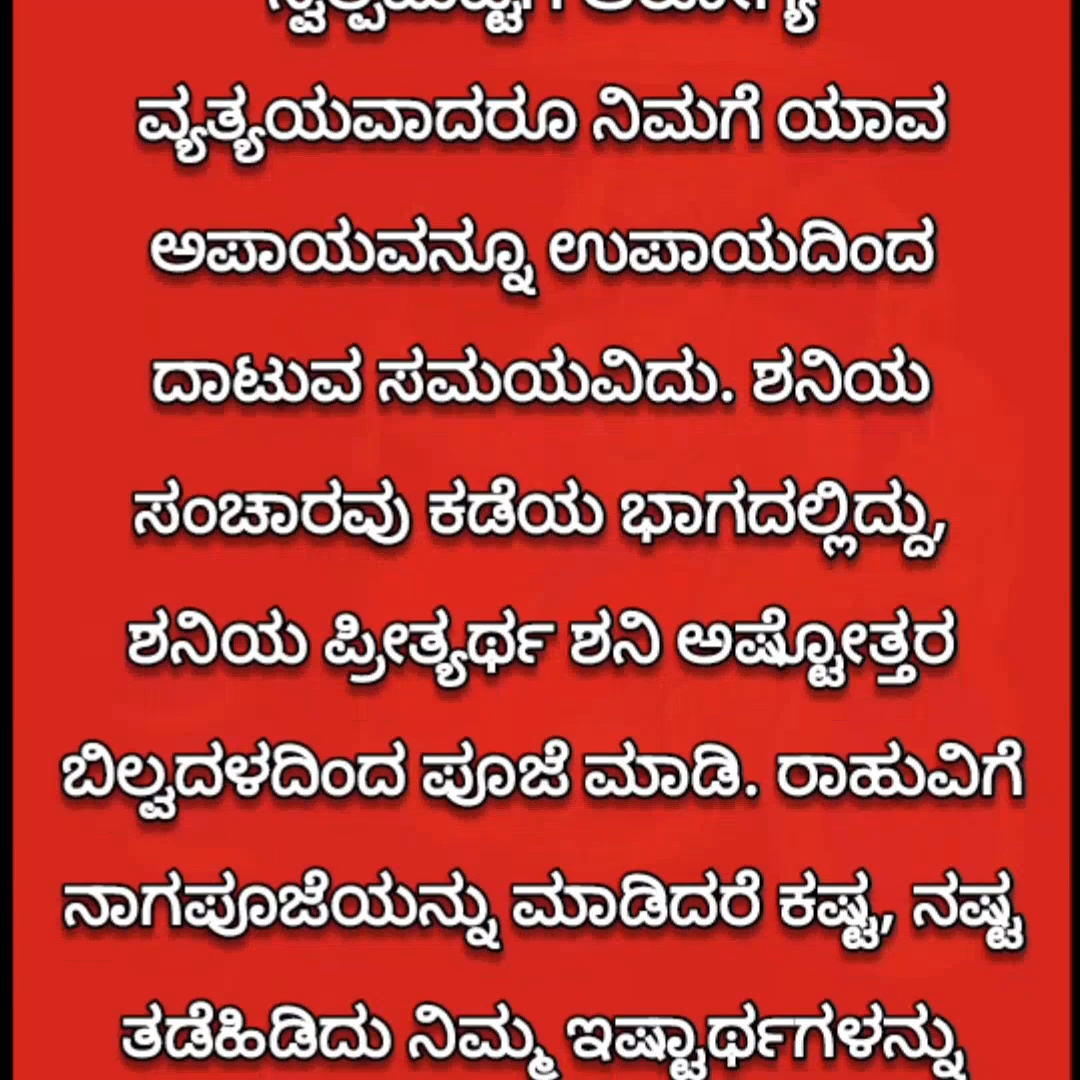 ವ್ಯತ್ಯಯವಾದರೂ ನಿಮಗೆ ಯಾವ
ಅಪಾಯವನ್ನೂ ಉಪಾಯದಿಂದ
ದಾಟುವ ಸಮಯವಿದು. ಶನಿಯ
ಸಂಚಾರವು ಕಡೆಯ ಭಾಗದಲ್ಲಿದ್ದು,
ಶನಿಯ ಪ್ರೀತ್ಯರ್ಥ ಶನಿ ಅಷ್ಟೋತ್ತರ
ಬಿಲ್ವದಳದಿಂದ ಪೂಜೆ ಮಾಡಿ. ರಾಹುವಿಗೆ
ನಾಗಪೂಜೆಯನ್ನು ಮಾಡಿದರೆ ಕಷ್ಟ, ನಷ್ಟ
ತಡೆಹಿಡಿದು ನಿಮ್ಮ ಇಷ್ಟಾರ್ಥಗಳನ್ನು